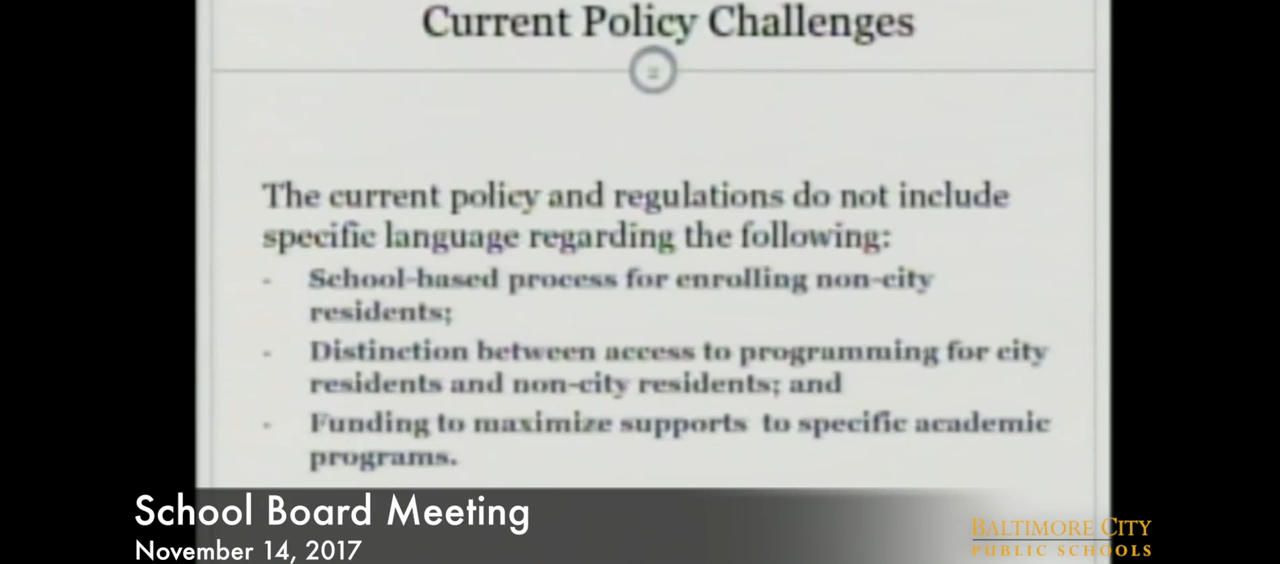 Current Policy Challenges
2
The current policy and regulations do not include
specific language regarding the following:
- School-based process for enrolling non-city
residents;
- Distinction between access to programming for city
residents and non-city residents; and
- Funding to maximize supports to specific academic
programs.
School Board Meeting
November 14, 2017
BALTIMORE CITY
PUBLIC SCHOOLS